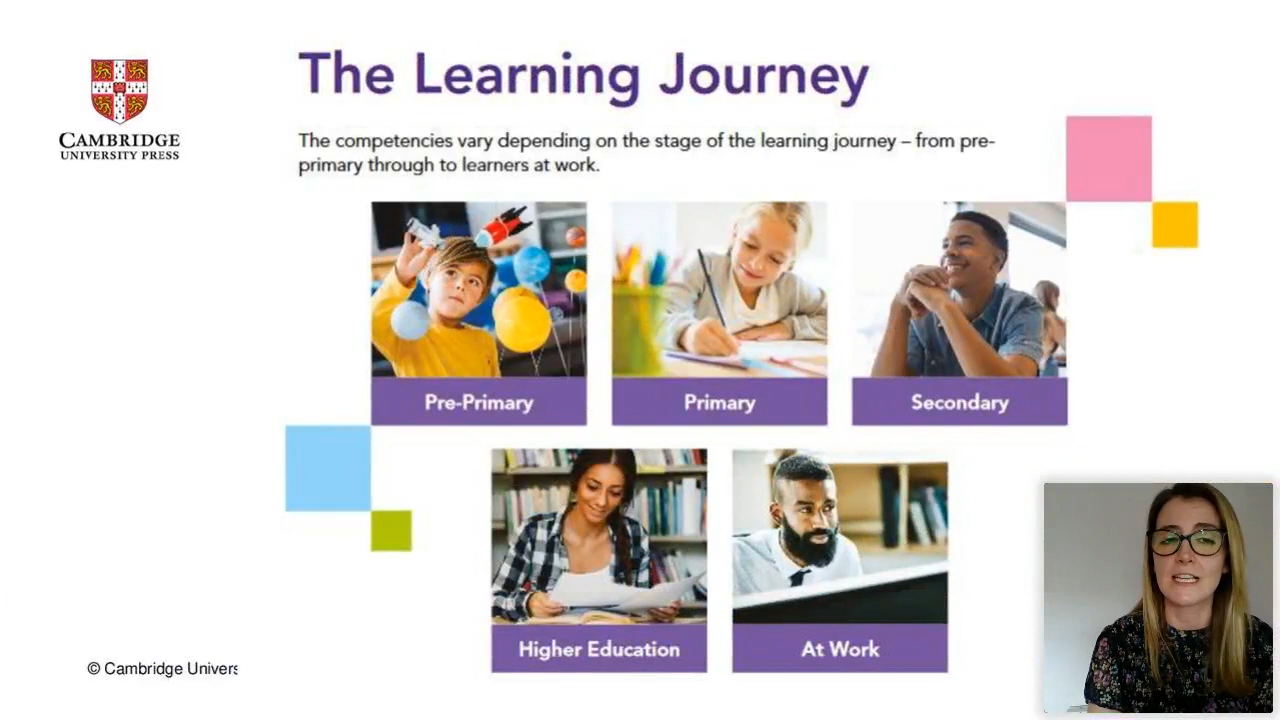 The Learning Journey
CAMBRIDGE
UNIVERSITY PRESS
The competencies vary depending on the stage of the learning journey – from pre-
primary through to learners at work.
Pre-Primary
Primary
Secondary
Higher Education
At Work
© Cambridge Univers